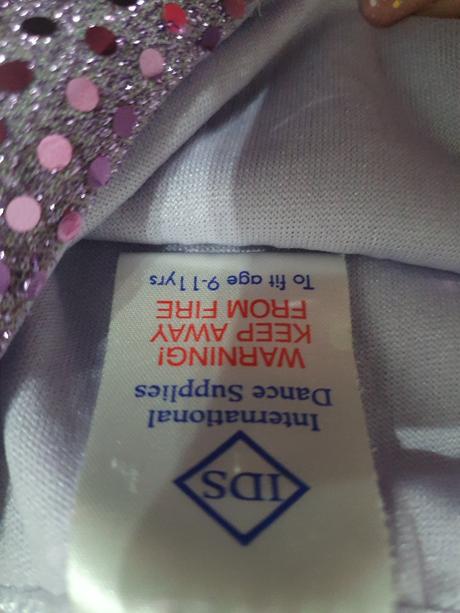 IDS
International
Dance Supplies
WARNING!
KEEP AWAY
FROM FIRE
To fit age 9-11yrs